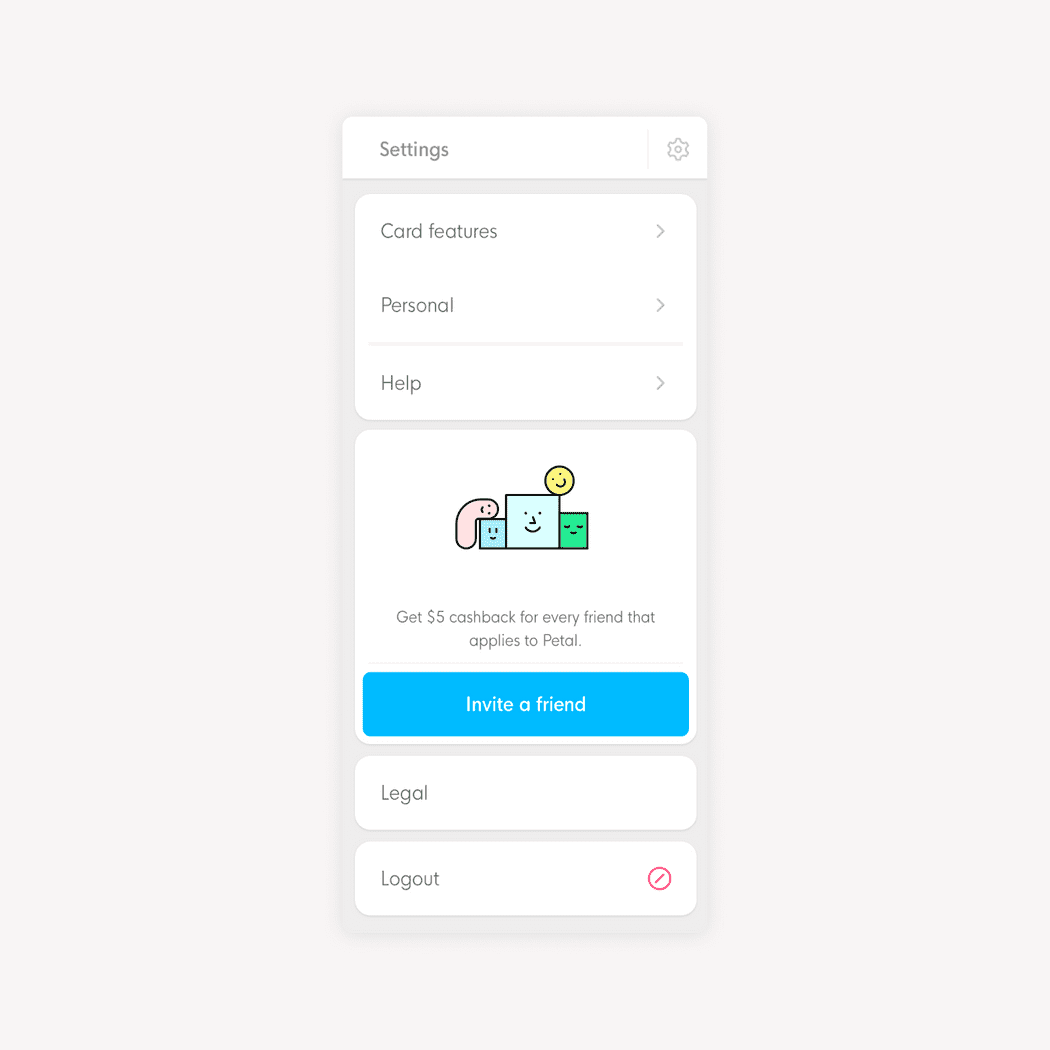 Settings
Card features
Personal
Help
Get $5 cashback for every friend that
applies to Petal.
Invite a friend
Legal
Logout